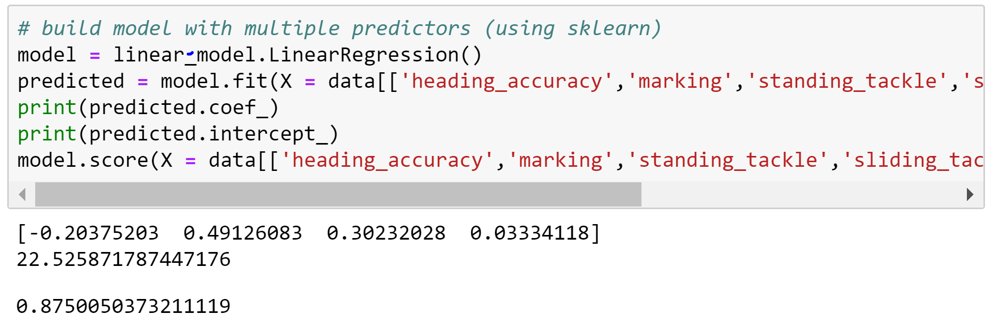 # build model with multiple predictors (using sklearn)
model = linear_model.LinearRegression()
predicted = model.fit(X = data[['heading_accuracy','marking','standing_tackle','s
print(predicted.coef_)
print(predicted.intercept_)
model.score(X = data[['heading_accuracy','marking','standing_tackle','sliding_tac
[-0.20375203  0.49126083  0.30232028  0.03334118]
22.525871787447176
0.8750050373211119